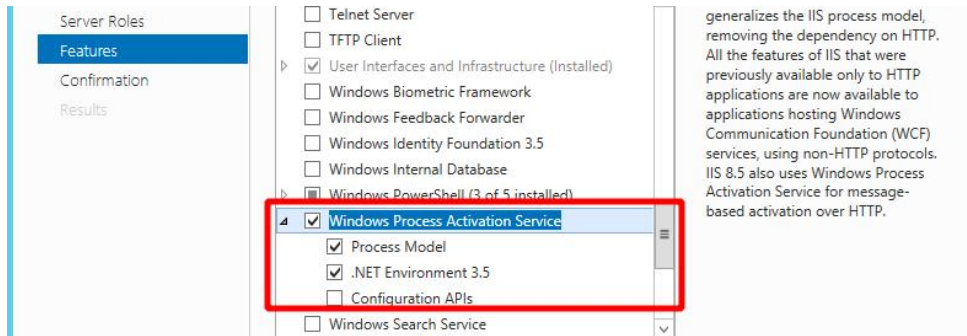 Server Roles
Features
Confirmation
Results
Telnet Server
TFTP Client
User Interfaces and Infrastructure (Installed)
Windows Biometric Framework
Windows Feedback Forwarder
Windows Identity Foundation 3.5
Windows Internal Database
Windows PowerShell (3 of 5 installed)
Windows Process Activation Service
Process Model
.NET Environment 3.5
Configuration APIs
Windows Search Service
generalizes the IIS process model,
removing the dependency on HTTP.
All the features of IIS that were
previously available only to HTTP
applications are now available to
applications hosting Windows
Communication Foundation (WCF)
services, using non-HTTP protocols.
IIS 8.5 also uses Windows Process
Activation Service for message-
based activation over HTTP.